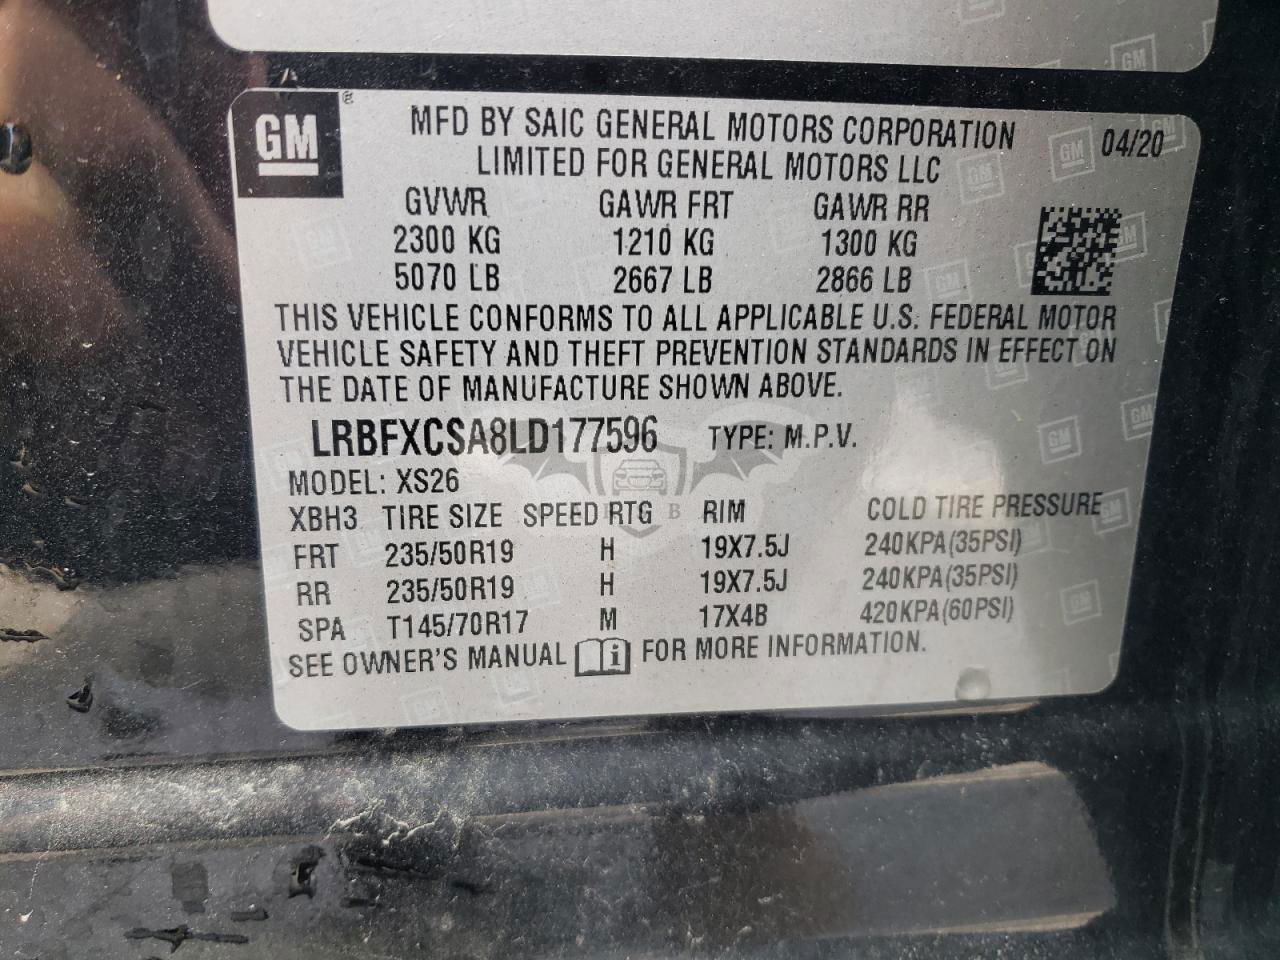 GM ®
MFD BY SAIC GENERAL MOTORS CORPORATION 04/20
LIMITED FOR GENERAL MOTORS LLC
GVWR GAWR FRT GAWR RR
2300 KG 1210 KG 1300 KG
5070 LB 2667 LB 2866 LB
THIS VEHICLE CONFORMS TO ALL APPLICABLE U.S. FEDERAL MOTOR
VEHICLE SAFETY AND THEFT PREVENTION STANDARDS IN EFFECT ON
THE DATE OF MANUFACTURE SHOWN ABOVE.
LRBFXCSA8LD177596 TYPE: M.P.V.
MODEL: XS26
XBH3 TIRE SIZE SPEED RTG RIM COLD TIRE PRESSURE
FRT 235/50R19 H 19X7.5J 240KPA(35PSI)
RR 235/50R19 H 19X7.5J 240KPA(35PSI)
SPA T145/70R17 M 17X4B 420KPA(60PSI)
SEE OWNER'S MANUAL i FOR MORE INFORMATION.